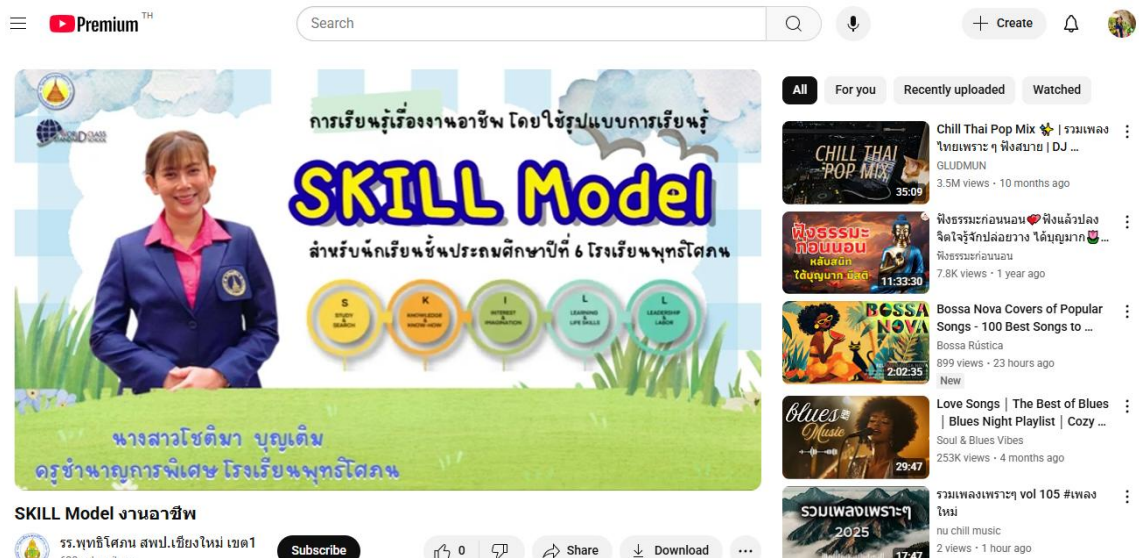 Premium TH
Search
Create
การเรียนรู้เรื่องงานอาชีพ โดยใช้รูปแบบการเรียนรู้
SKILL Model
สำหรับนักเรียนชั้นประถมศึกษาปีที่ 6 โรงเรียนพุทธิโศภน
S
STUDY
&
SEARCH
K
KNOWLEDGE
&
KNOW-HOW
I
INTEREST
&
IMAGINATION
L
LEARNING
&
LIFE SKILLS
L
LEADERSHIP
&
LABOR
นางสาวโชติมา บุญเติม
ครูชำนาญการพิเศษ โรงเรียนพุทธิโศภน
SKILL Model งานอาชีพ
รร.พุทธิโศภน สพป.เชียงใหม่ เขต1
Subscribe
0
Share
Download
All
For you
Recently uploaded
Watched
CHILL THAI
POP MIX
35:09
Chill Thai Pop Mix ✨ | รวมเพลง
ไทยเพราะ ๆ ฟังสบาย | DJ ...
GLUDMUN
3.5M views • 10 months ago
ฟังธรรมะ
ก่อนนอน
หลับสนิท
ได้บุญมาก มีสติ
11:33:30
ฟังธรรมะก่อนนอน💞ฟังแล้วปลง
จิตใจรู้จักปล่อยวาง ได้บุญมาก🌷...
ฟังธรรมะก่อนนอน
7.8K views • 1 year ago
BOSSA
NOVA
2:02:35
Bossa Nova Covers of Popular
Songs - 100 Best Songs to ...
Bossa Rústica
899 views • 23 hours ago
New
blues
Music
29:47
Love Songs | The Best of Blues
| Blues Night Playlist | Cozy ...
Soul & Blues Vibes
253K views • 4 months ago
รวมเพลงเพราะๆ
2025
17:47
รวมเพลงเพราะๆ vol 105 #เพลง
ใหม่
nu chill music
2 views • 1 hour ago